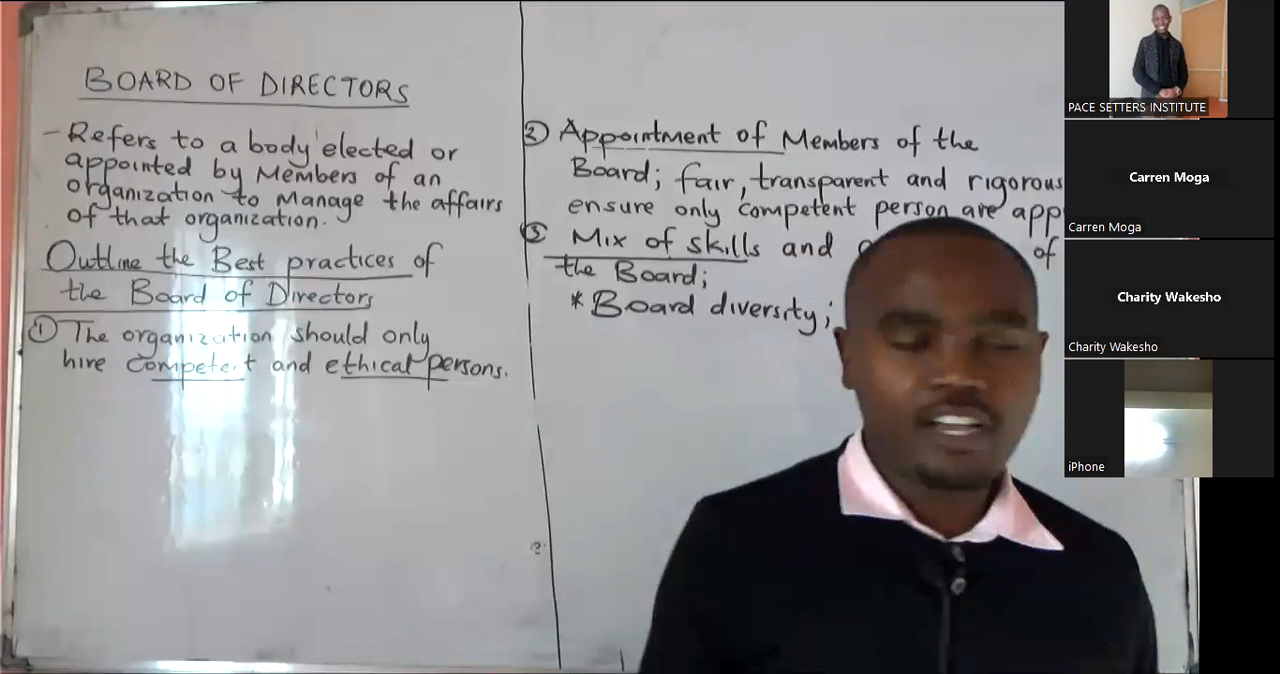 BOARD OF DIRECTORS
- Refers to a body elected or
appointed by Members of an
organization to Manage the affairs
of that organization.
Outline the Best practices of
the Board of Directors
① The organization should only
hire competent and ethical persons.
② Appointment of Members of the
Board; fair, transparent and rigorous
ensure only competent person are app
③ Mix of skills and of
the Board;
* Board diversity;
PACE SETTERS INSTITUTE
Carren Moga
Carren Moga
Charity Wakesho
Charity Wakesho
iPhone